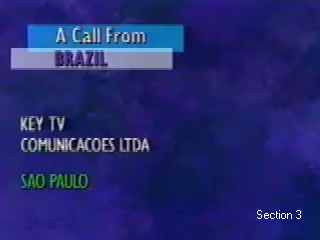 A Call From
BRAZIL
KEY TV
COMUNICACOES LTDA
SAO PAULO
Section 3